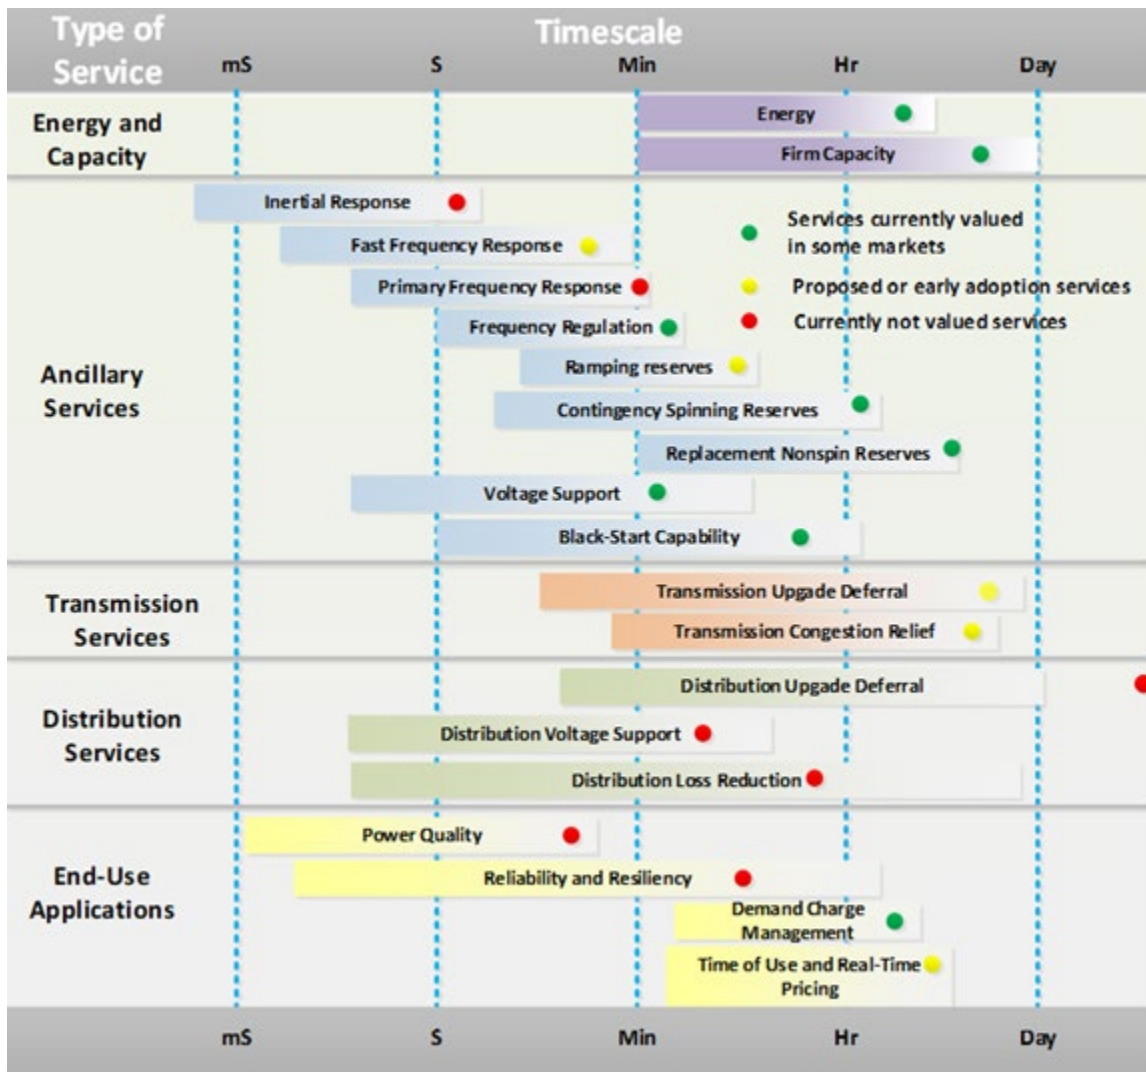 Type of
Service
Timescale
mS
S
Min
Hr
Day
Energy and
Capacity
Energy
Firm Capacity
Ancillary
Services
Inertial Response
Fast Frequency Response
Primary Frequency Response
Frequency Regulation
Ramping reserves
Contingency Spinning Reserves
Replacement Nonspin Reserves
Voltage Support
Black-Start Capability
Services currently valued
in some markets
Proposed or early adoption services
Currently not valued services
Transmission
Services
Transmission Upgade Deferral
Transmission Congestion Relief
Distribution
Services
Distribution Upgade Deferral
Distribution Voltage Support
Distribution Loss Reduction
End-Use
Applications
Power Quality
Reliability and Resiliency
Demand Charge
Management
Time of Use and Real-Time
Pricing
mS
S
Min
Hr
Day